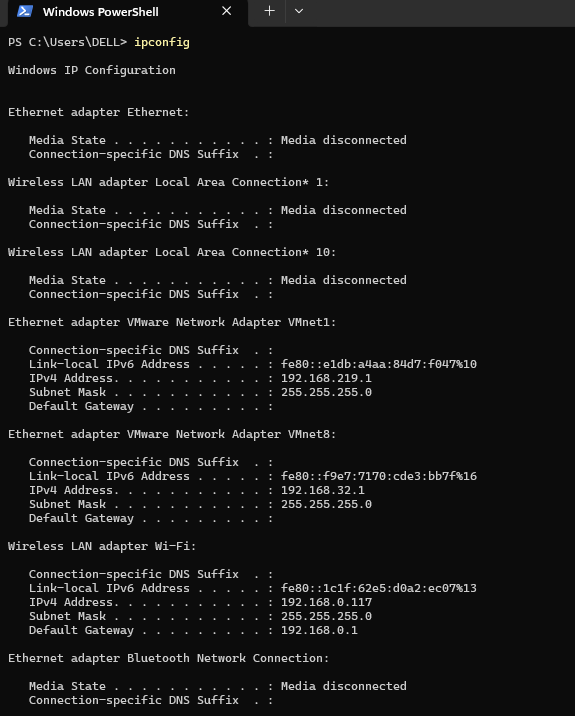 Windows PowerShell
PS C:\Users\DELL> ipconfig
Windows IP Configuration
Ethernet adapter Ethernet:
Media State . . . . . . . . . . . : Media disconnected
Connection-specific DNS Suffix  . :
Wireless LAN adapter Local Area Connection* 1:
Media State . . . . . . . . . . . : Media disconnected
Connection-specific DNS Suffix  . :
Wireless LAN adapter Local Area Connection* 10:
Media State . . . . . . . . . . . : Media disconnected
Connection-specific DNS Suffix  . :
Ethernet adapter VMware Network Adapter VMnet1:
Connection-specific DNS Suffix  . :
Link-local IPv6 Address . . . . . : fe80::e1db:a4aa:84d7:f047%10
IPv4 Address. . . . . . . . . . . : 192.168.219.1
Subnet Mask . . . . . . . . . . . : 255.255.255.0
Default Gateway . . . . . . . . . :
Ethernet adapter VMware Network Adapter VMnet8:
Connection-specific DNS Suffix  . :
Link-local IPv6 Address . . . . . : fe80::f9e7:7170:cde3:bb7f%16
IPv4 Address. . . . . . . . . . . : 192.168.32.1
Subnet Mask . . . . . . . . . . . : 255.255.255.0
Default Gateway . . . . . . . . . :
Wireless LAN adapter Wi-Fi:
Connection-specific DNS Suffix  . :
Link-local IPv6 Address . . . . . : fe80::1c1f:62e5:d0a2:ec07%13
IPv4 Address. . . . . . . . . . . : 192.168.0.117
Subnet Mask . . . . . . . . . . . : 255.255.255.0
Default Gateway . . . . . . . . . : 192.168.0.1
Ethernet adapter Bluetooth Network Connection:
Media State . . . . . . . . . . . : Media disconnected
Connection-specific DNS Suffix  . :